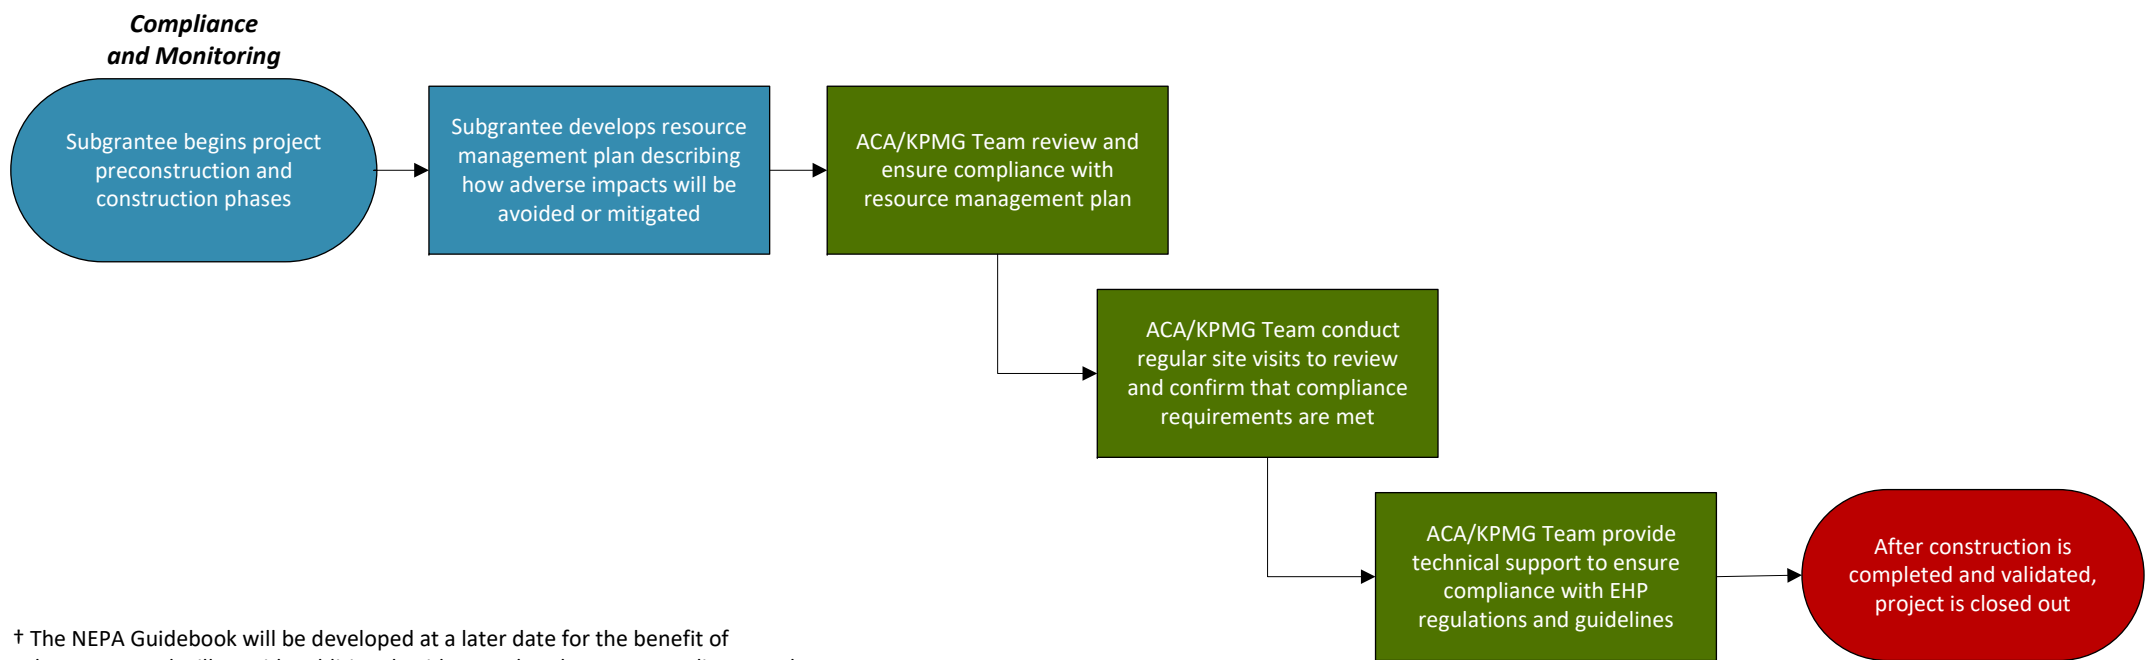 Compliance
and Monitoring
Subgrantee begins project
preconstruction and
construction phases
Subgrantee develops resource
management plan describing
how adverse impacts will be
avoided or mitigated
ACA/KPMG Team review and
ensure compliance with
resource management plan
ACA/KPMG Team conduct
regular site visits to review
and confirm that compliance
requirements are met
ACA/KPMG Team provide
technical support to ensure
compliance with EHP
regulations and guidelines
After construction is
completed and validated,
project is closed out
† The NEPA Guidebook will be developed at a later date for the benefit of